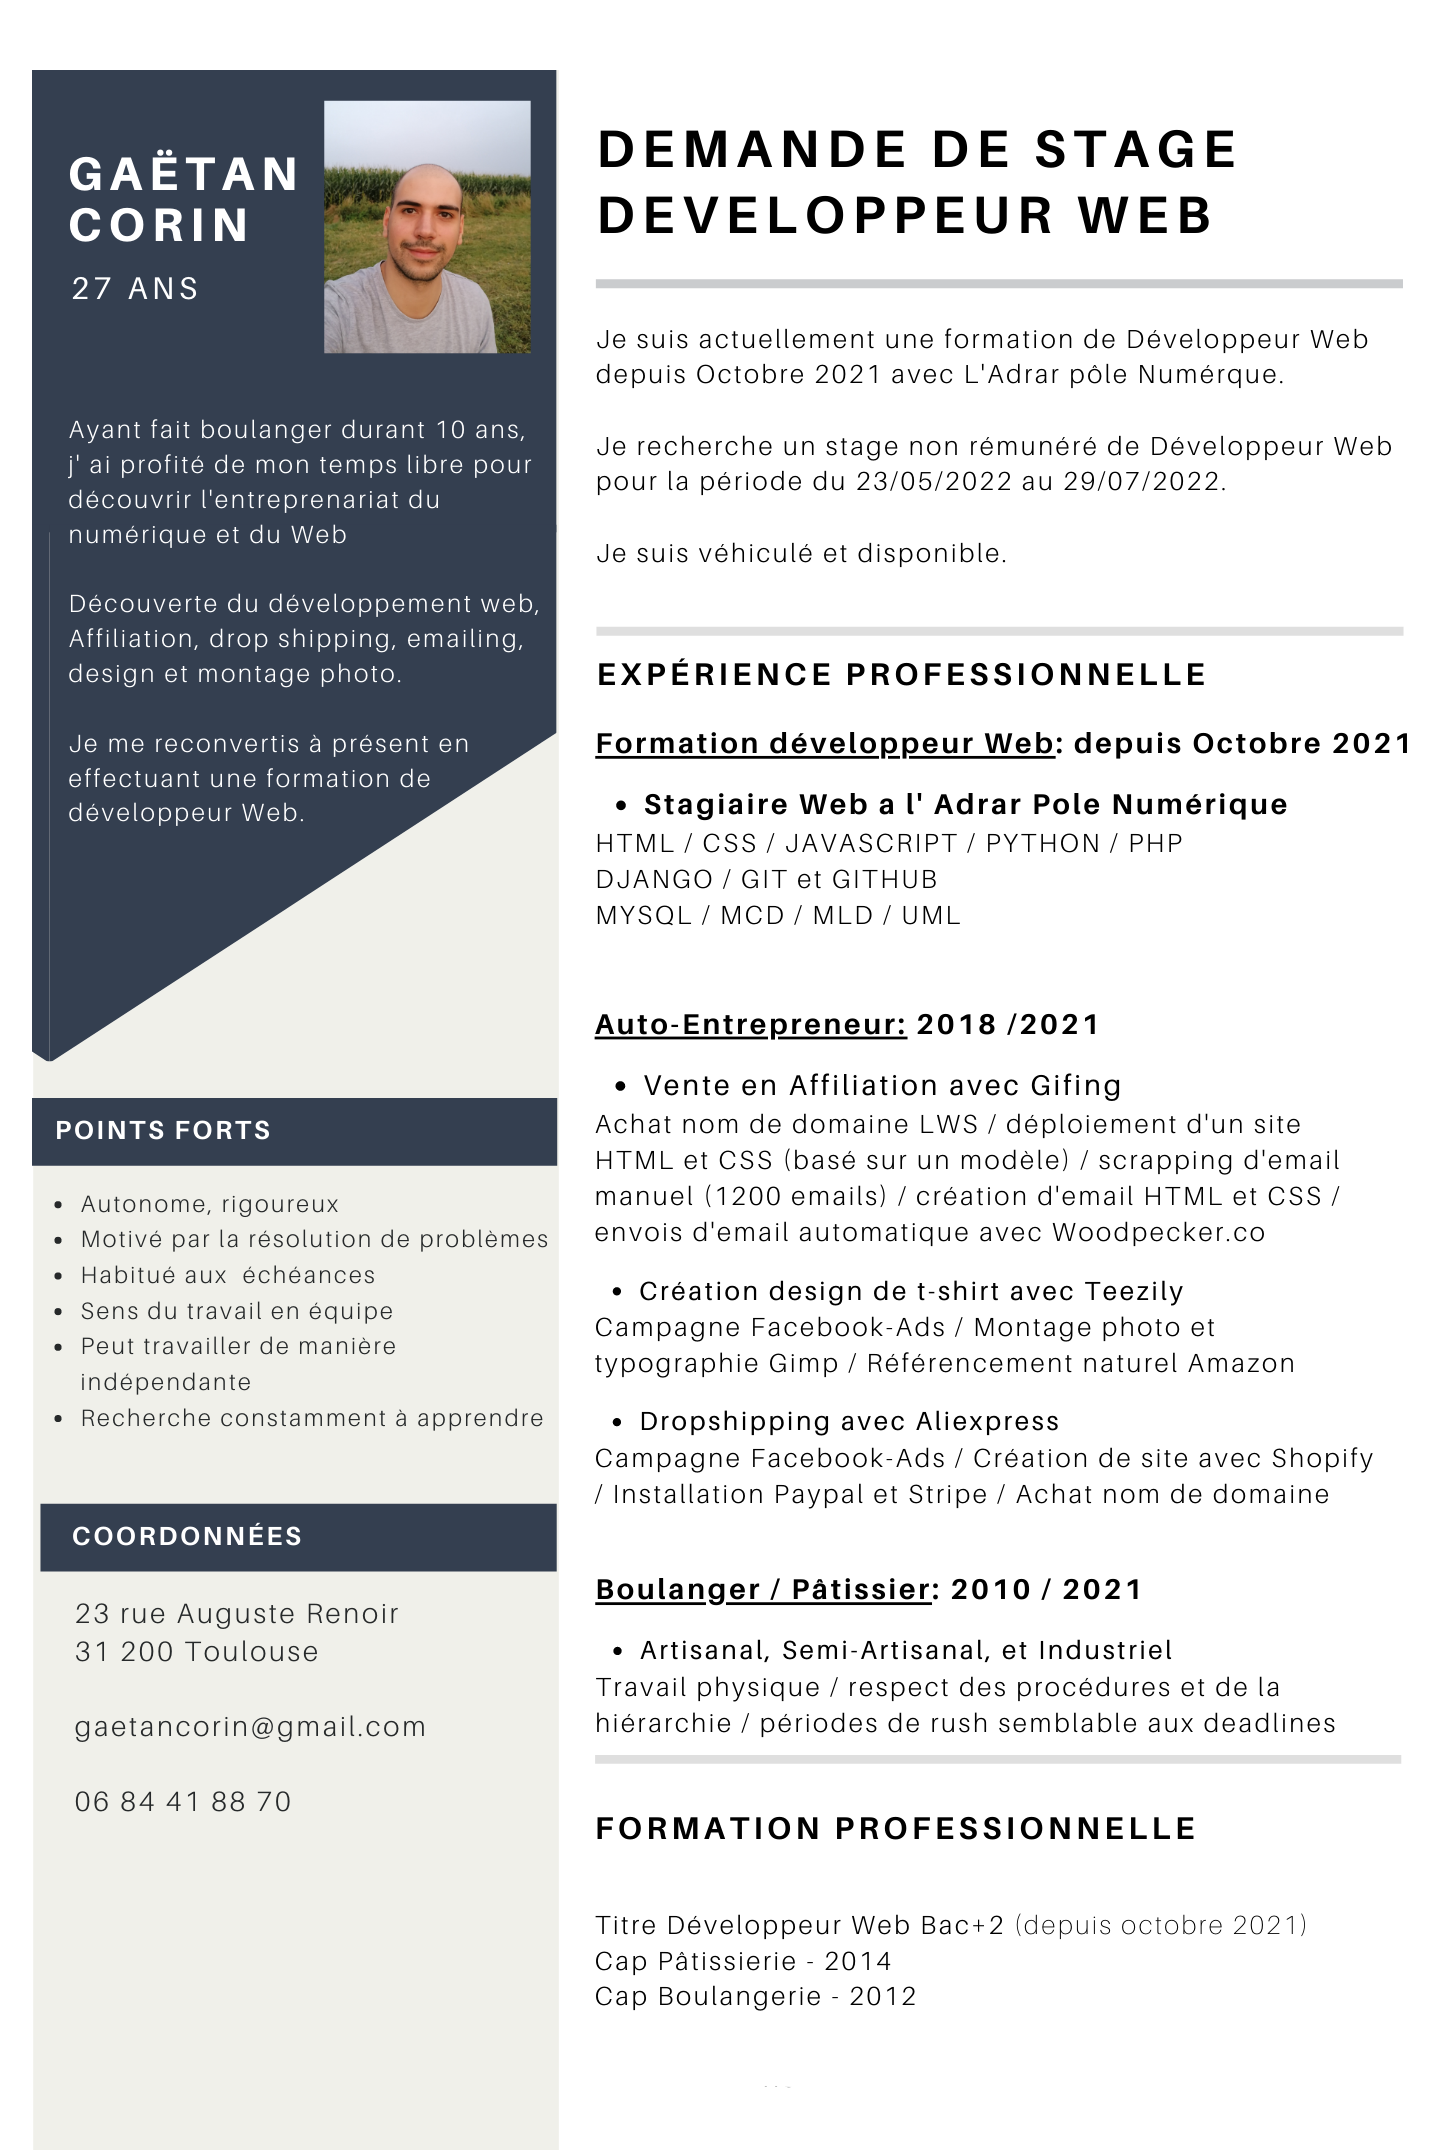 GAËTAN
CORIN
27 ANS
Ayant fait boulanger durant 10 ans,
j' ai profité de mon temps libre pour
découvrir l'entreprenariat du
numérique et du Web
Découverte du développement web,
Affiliation, drop shipping, emailing,
design et montage photo.
Je me reconvertis à présent en
effectuant une formation de
développeur Web.
POINTS FORTS
• Autonome, rigoureux
• Motivé par la résolution de problèmes
• Habitué aux  échéances
• Sens du travail en équipe
• Peut travailler de manière
indépendante
• Recherche constamment à apprendre
COORDONNÉES
23 rue Auguste Renoir
31 200 Toulouse
gaetancorin@gmail.com
06 84 41 88 70
DEMANDE DE STAGE
DEVELOPPEUR WEB
Je suis actuellement une formation de Développeur Web
depuis Octobre 2021 avec L'Adrar pôle Numérque.
Je recherche un stage non rémunéré de Développeur Web
pour la période du 23/05/2022 au 29/07/2022.
Je suis véhiculé et disponible.
EXPÉRIENCE PROFESSIONNELLE
Formation développeur Web: depuis Octobre 2021
• Stagiaire Web a l' Adrar Pole Numérique
HTML / CSS / JAVASCRIPT / PYTHON / PHP
DJANGO / GIT et GITHUB
MYSQL / MCD / MLD / UML
Auto-Entrepreneur: 2018 /2021
• Vente en Affiliation avec Gifing
Achat nom de domaine LWS / déploiement d'un site
HTML et CSS (basé sur un modèle) / scrapping d'email
manuel (1200 emails) / création d'email HTML et CSS /
envois d'email automatique avec Woodpecker.co
• Création design de t-shirt avec Teezily
Campagne Facebook-Ads / Montage photo et
typographie Gimp / Référencement naturel Amazon
• Dropshipping avec Aliexpress
Campagne Facebook-Ads / Création de site avec Shopify
/ Installation Paypal et Stripe / Achat nom de domaine
Boulanger / Pâtissier: 2010 / 2021
• Artisanal, Semi-Artisanal, et Industriel
Travail physique / respect des procédures et de la
hiérarchie / périodes de rush semblable aux deadlines
FORMATION PROFESSIONNELLE
Titre Développeur Web Bac+2 (depuis octobre 2021)
Cap Pâtissierie - 2014
Cap Boulangerie - 2012